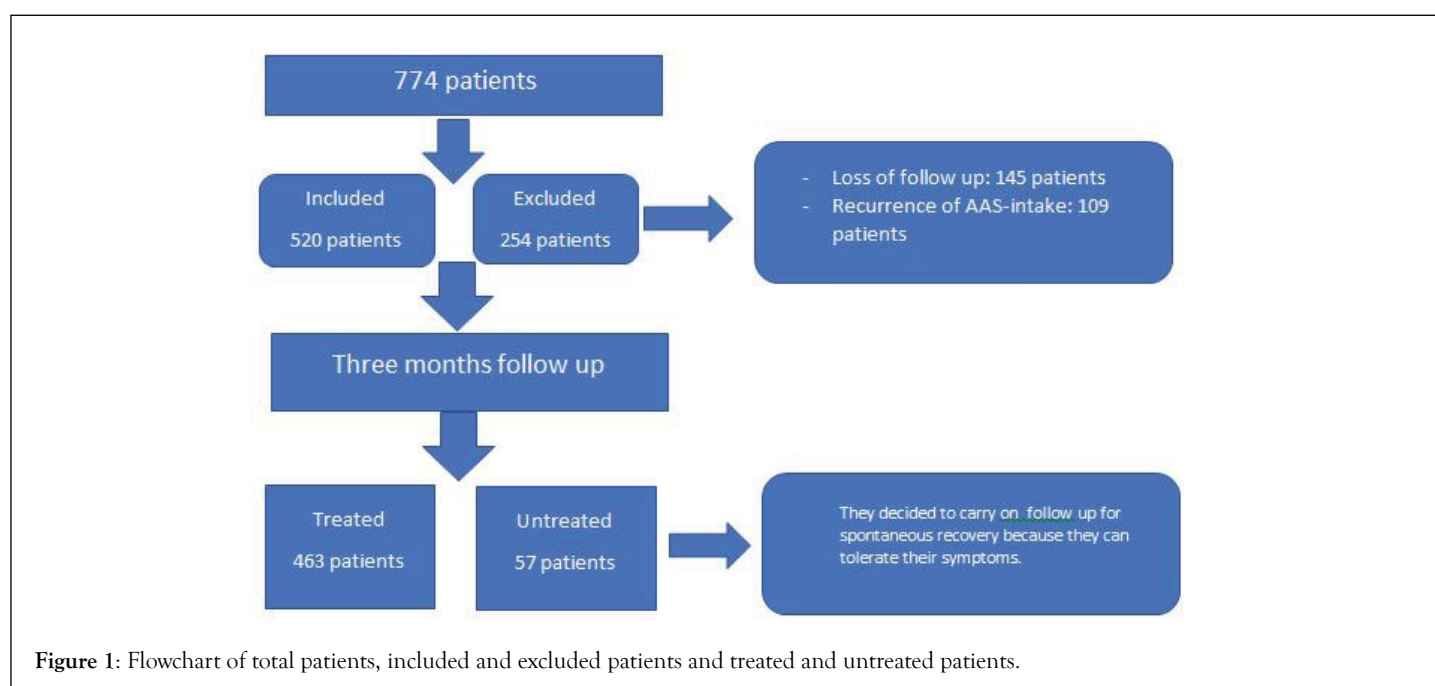 774 patients
Included
520 patients
Excluded
254 patients
- Loss of follow up: 145 patients
- Recurrence of AAS-intake: 109
patients
Three months follow up
Treated
463 patients
Untreated
57 patients
They decided to carry on follow up for
spontaneous recovery because they can
tolerate their symptoms.
Figure 1: Flowchart of total patients, included and excluded patients and treated and untreated patients.